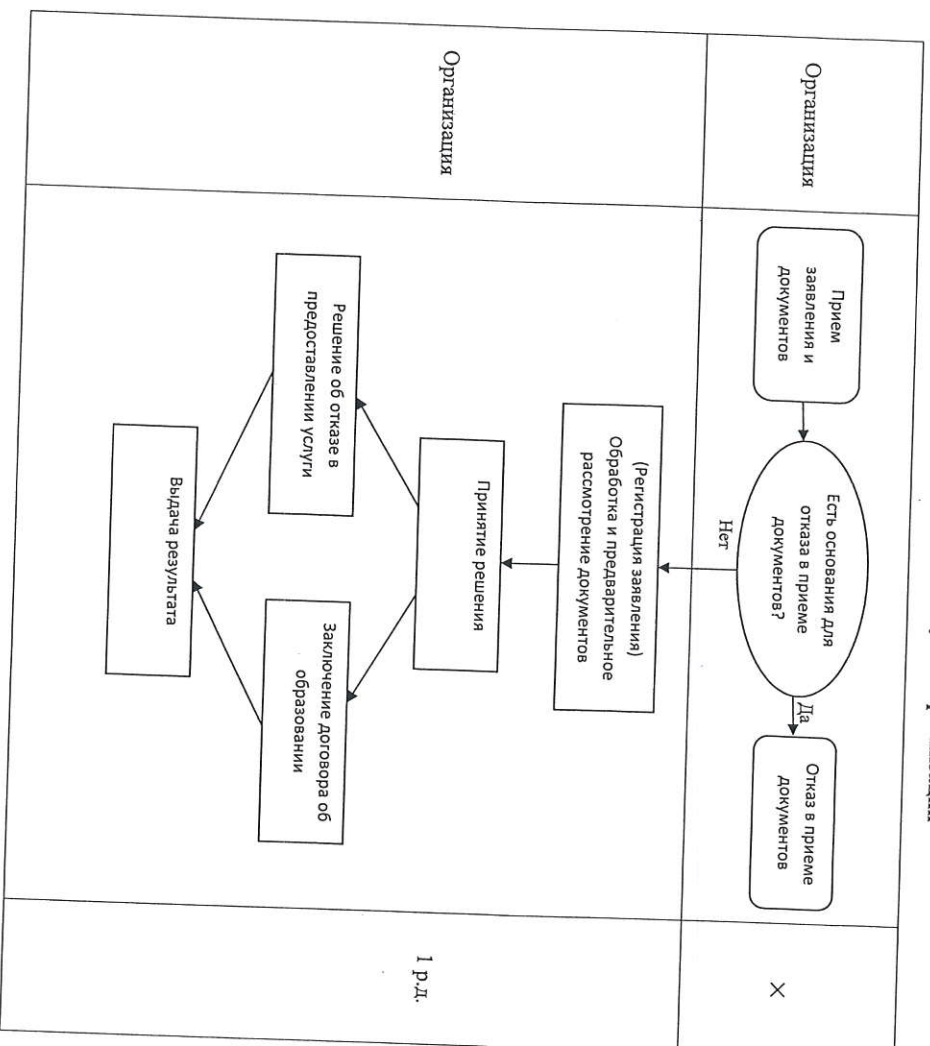 Организация
Прием
заявления и
документов
Есть основания для
отказа в приеме
документов?
Да
Отказ в приеме
документов
Нет
X
Организация
(Регистрация заявления)
Обработка и предварительное
рассмотрение документов
Принятие решения
Решение об отказе в
предоставлении услуги
Заключение договора об
образовании
Выдача результата
1 р.д.